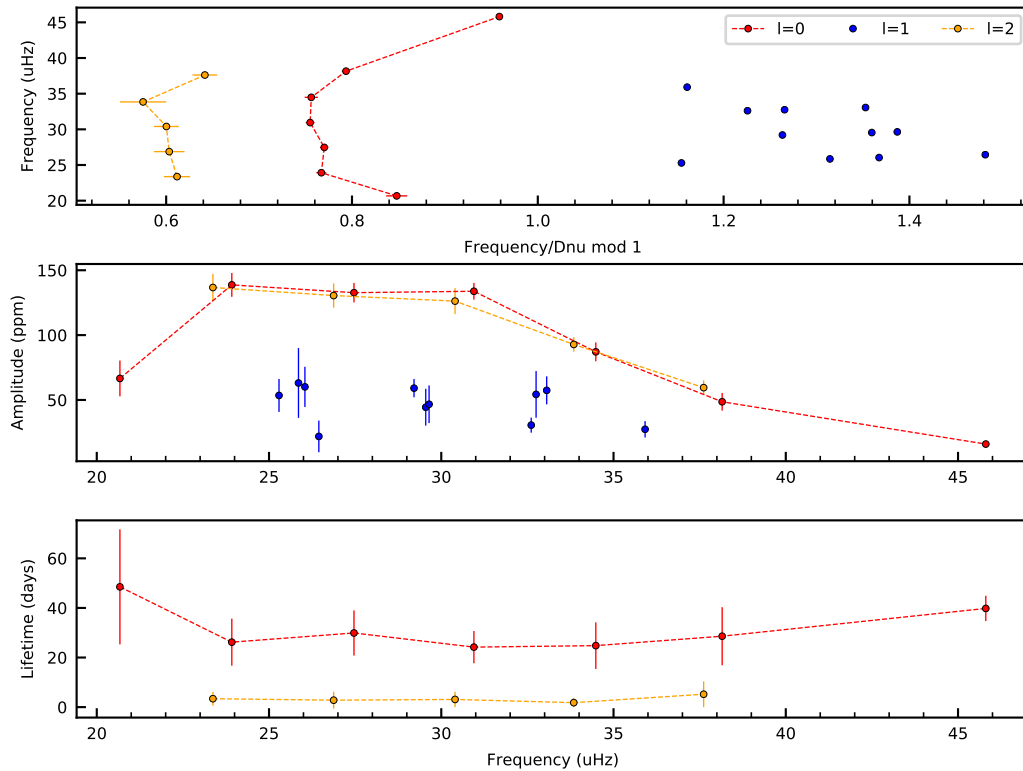 Frequency (uHz)
45
40
35
30
25
20
l=0 l=1 l=2
0.6 0.8 1.0 1.2 1.4
Frequency/Dnu mod 1
Amplitude (ppm)
150
100
50
20 25 30 35 40 45
Lifetime (days)
60
40
20
0
20 25 30 35 40 45
Frequency (uHz)